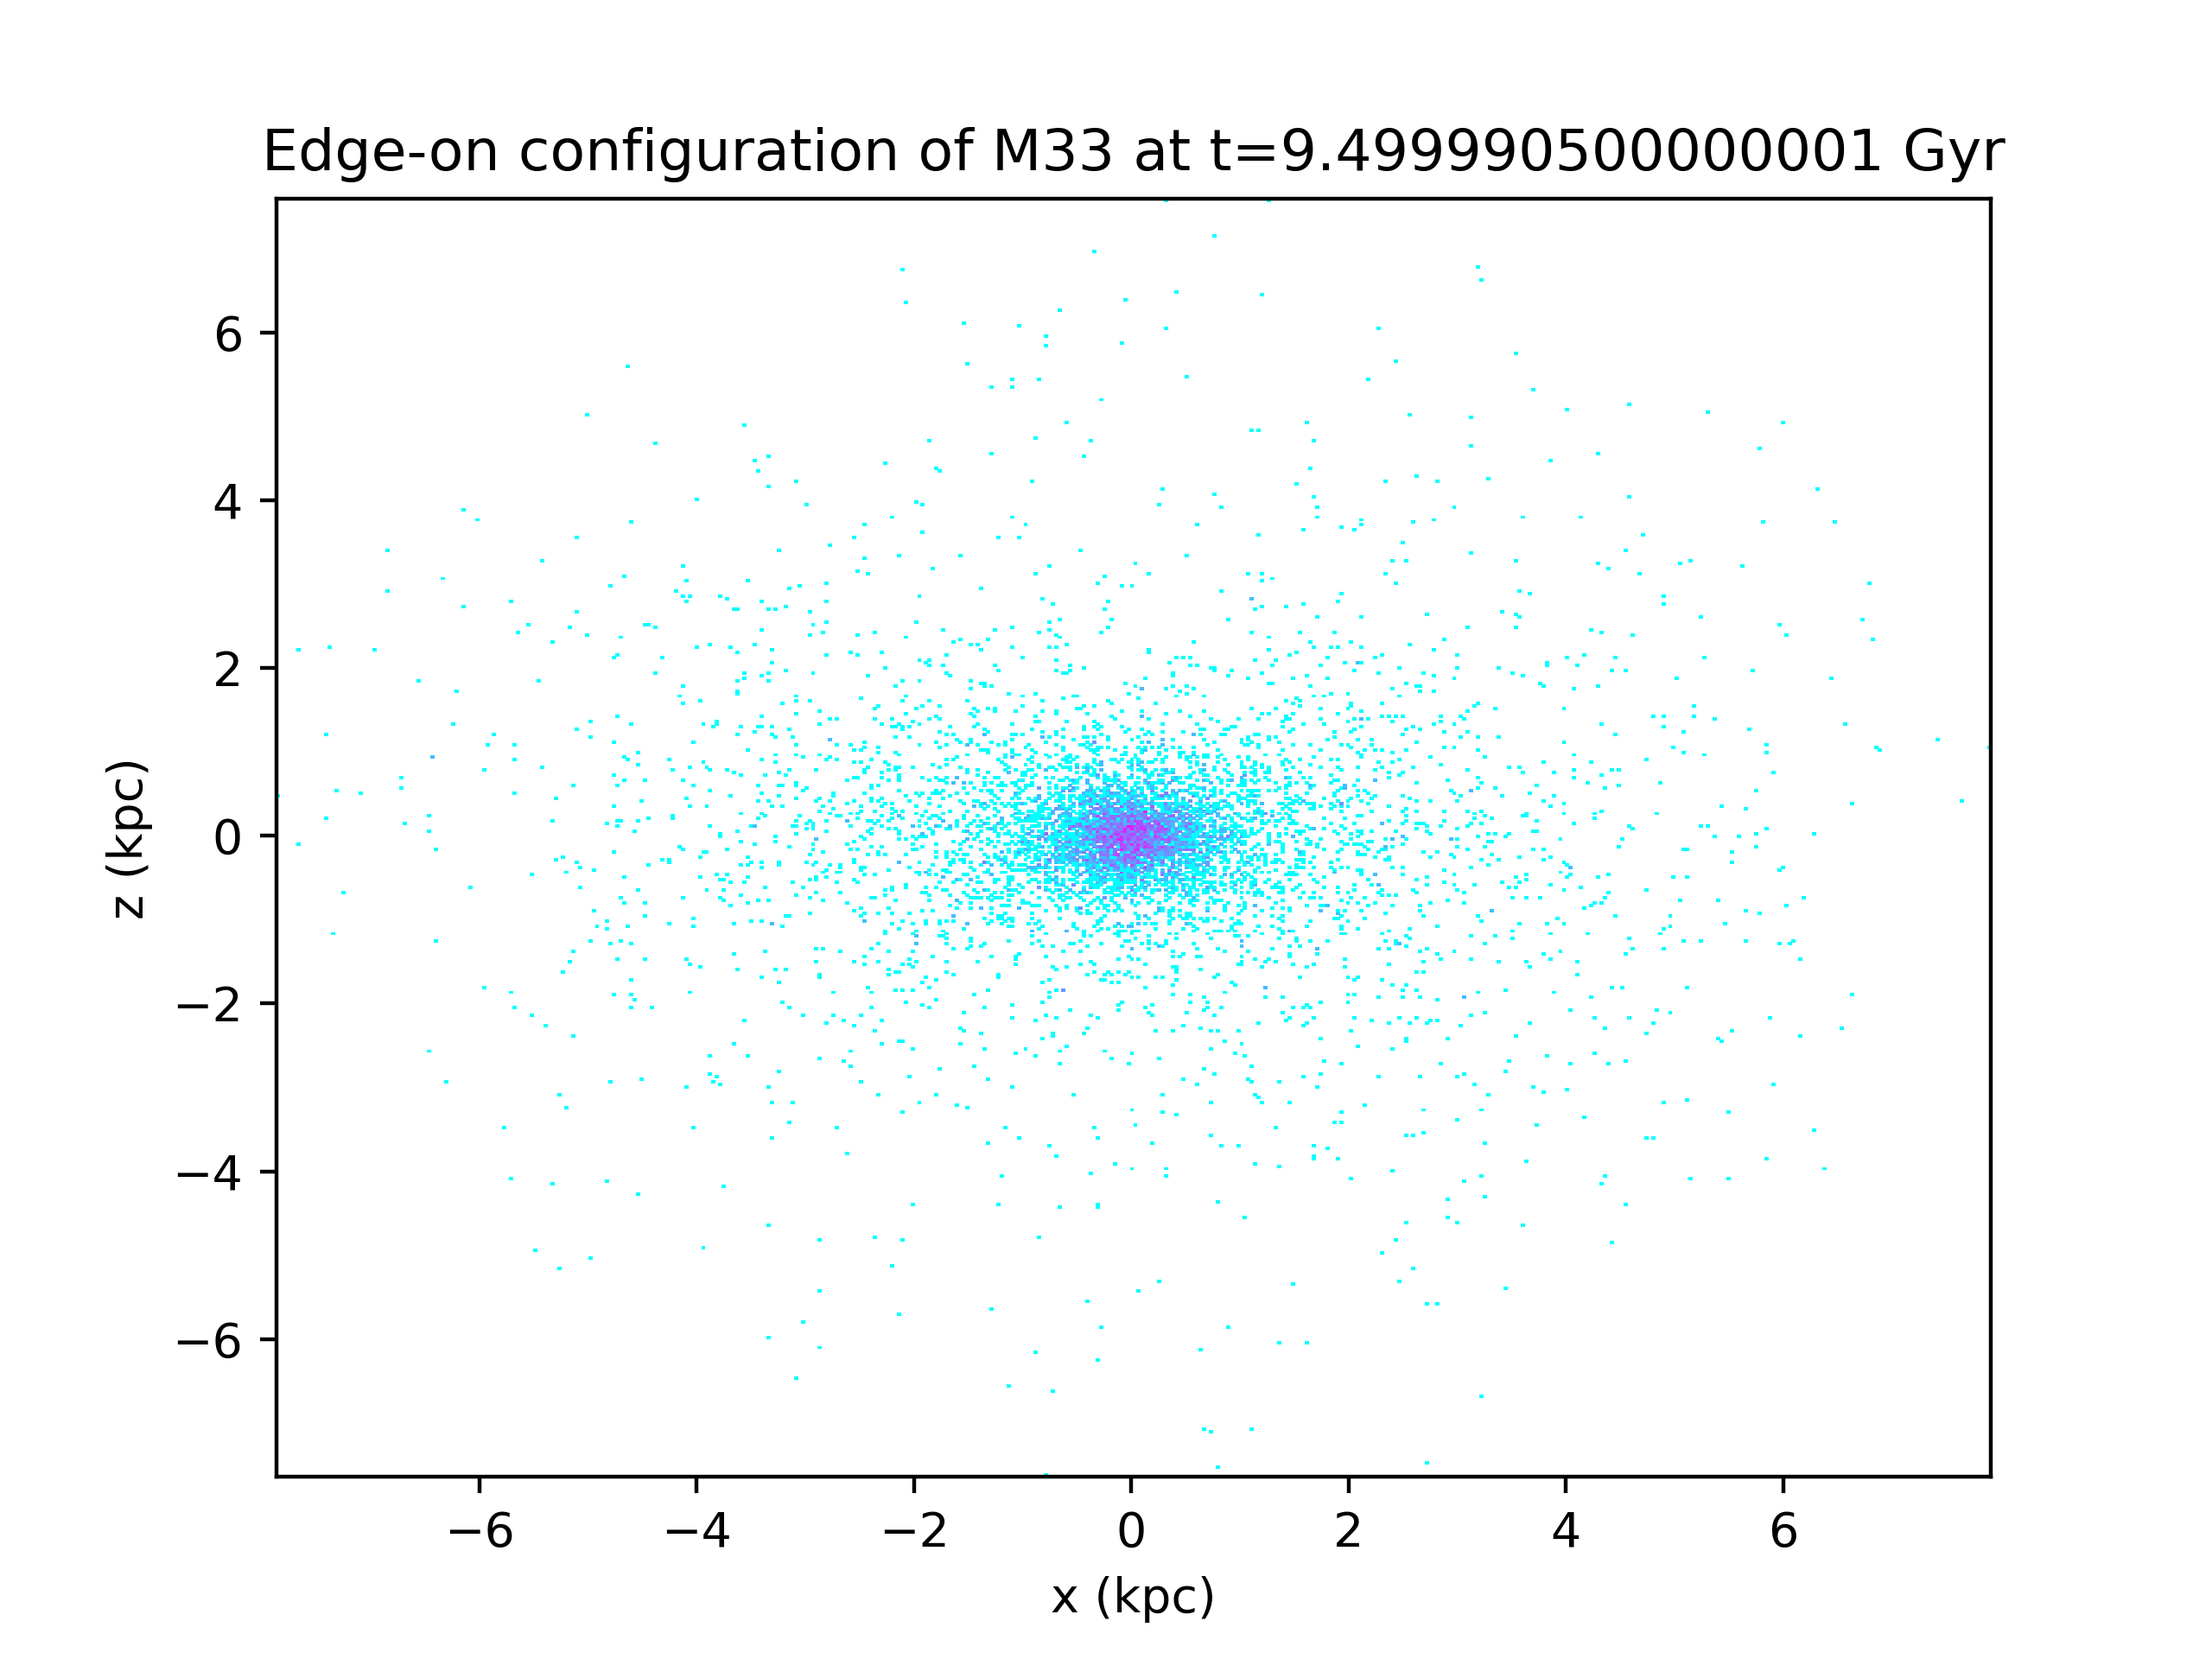 Edge-on configuration of M33 at t=9.499990500000001 Gyr
6
4
2
0
−2
−4
−6
z (kpc)
−6 −4 −2 0 2 4 6
x (kpc)